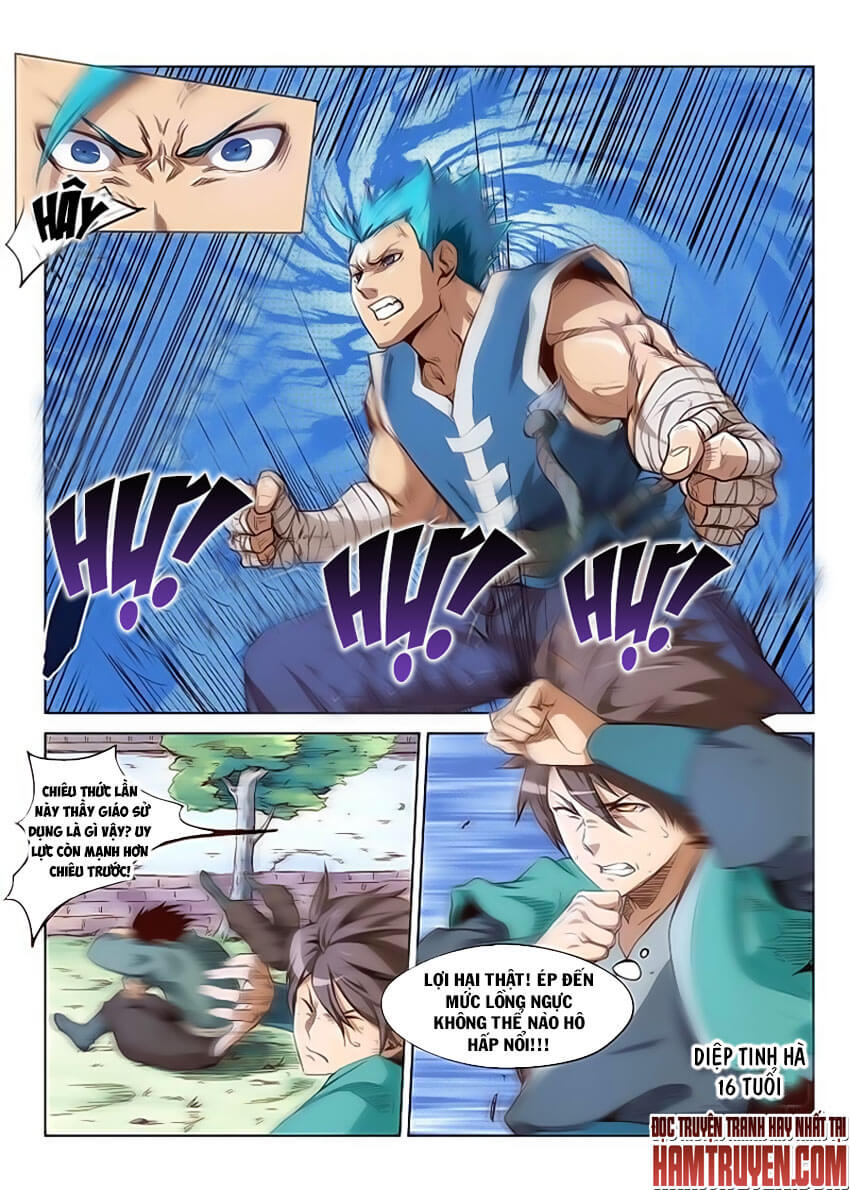 HÂY
HỰ!
HỰ!
HỰ!
CHIÊU THỨC LẦN
NÀY THẦY GIÁO SỬ
DỤNG LÀ GÌ VẬY? UY
LỰC CÒN MẠNH HƠN
CHIÊU TRƯỚC!
LỢI HẠI THẬT! ÉP ĐẾN
MỨC LỒNG NGỰC
KHÔNG THỂ NÀO HÔ
HẤP NỔI!!!
DIỆP TINH HÀ
16 TUỔI
ĐỌC TRUYỆN TRANH HAY NHẤT TẠI
HAMTRUYEN.COM